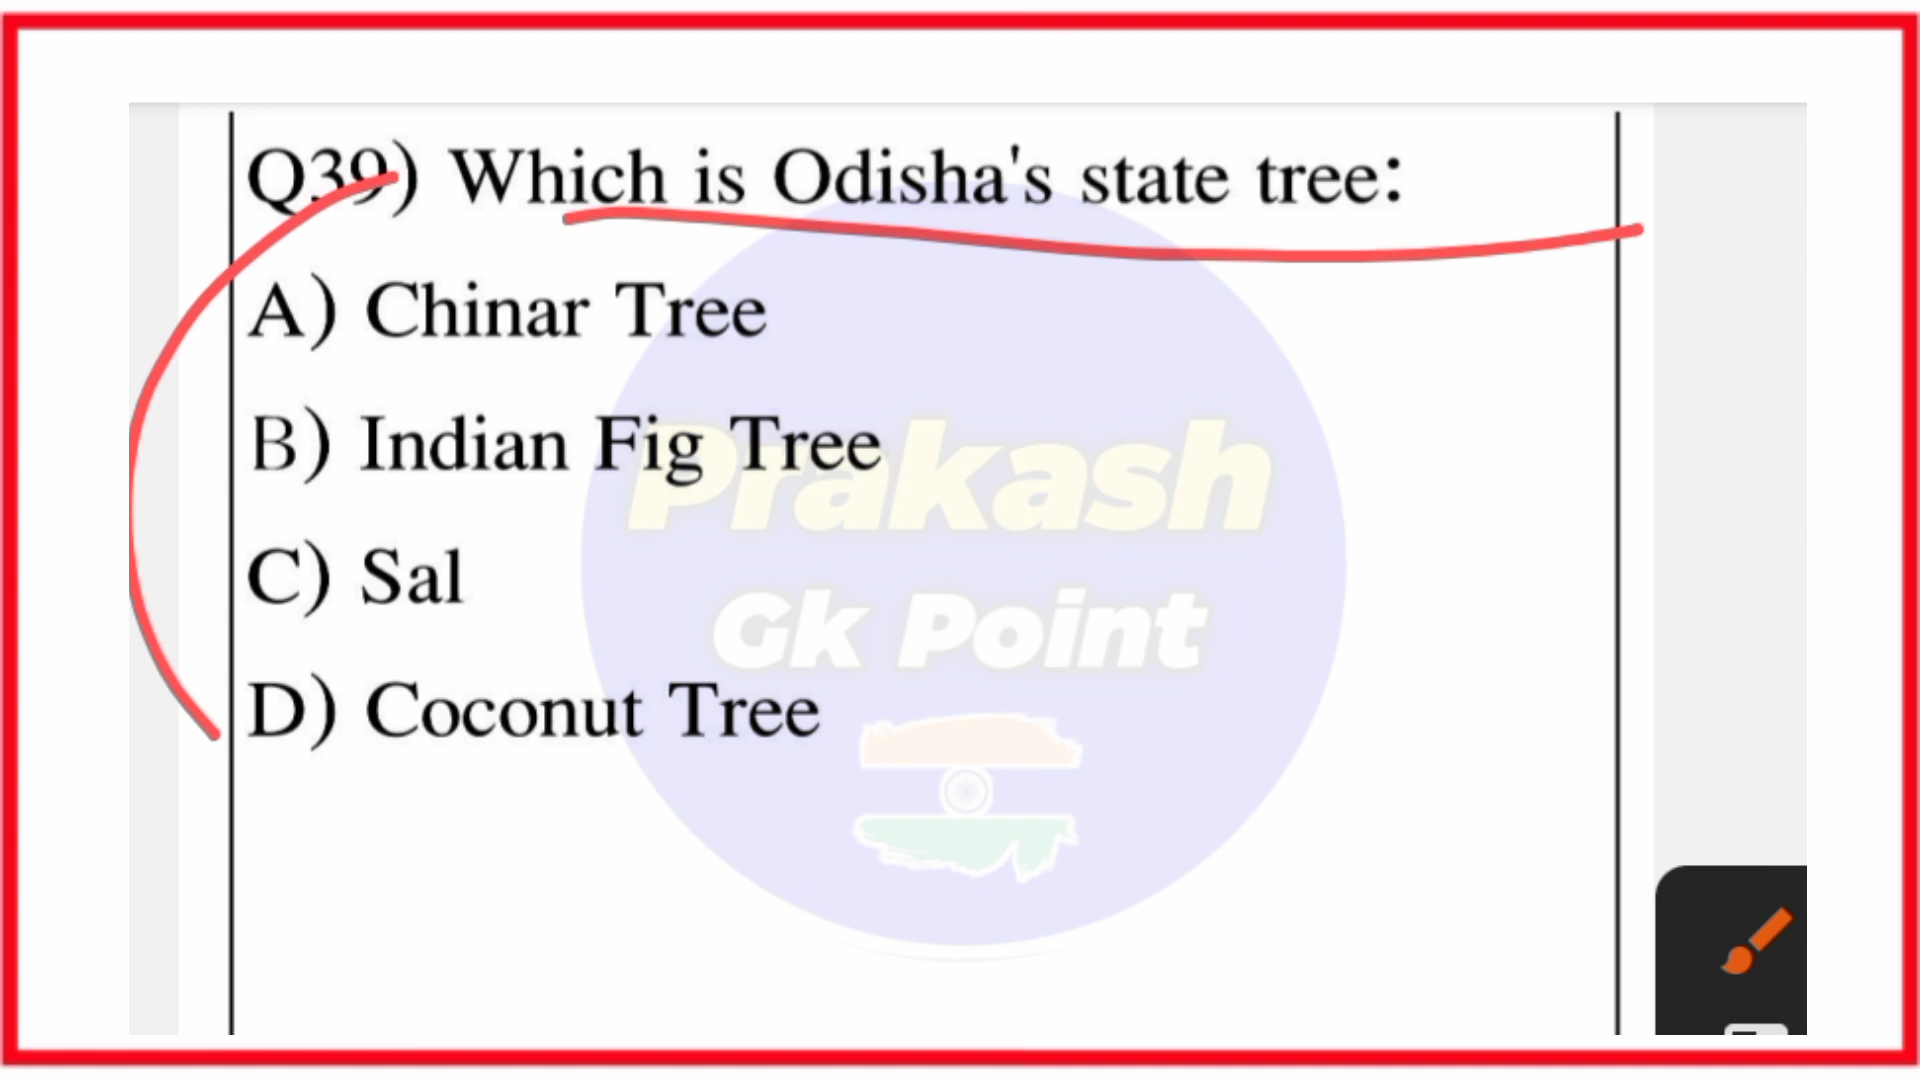 Q39) Which is Odisha's state tree:
A) Chinar Tree
B) Indian Fig Tree
C) Sal
D) Coconut Tree
Prakash
Gk Point